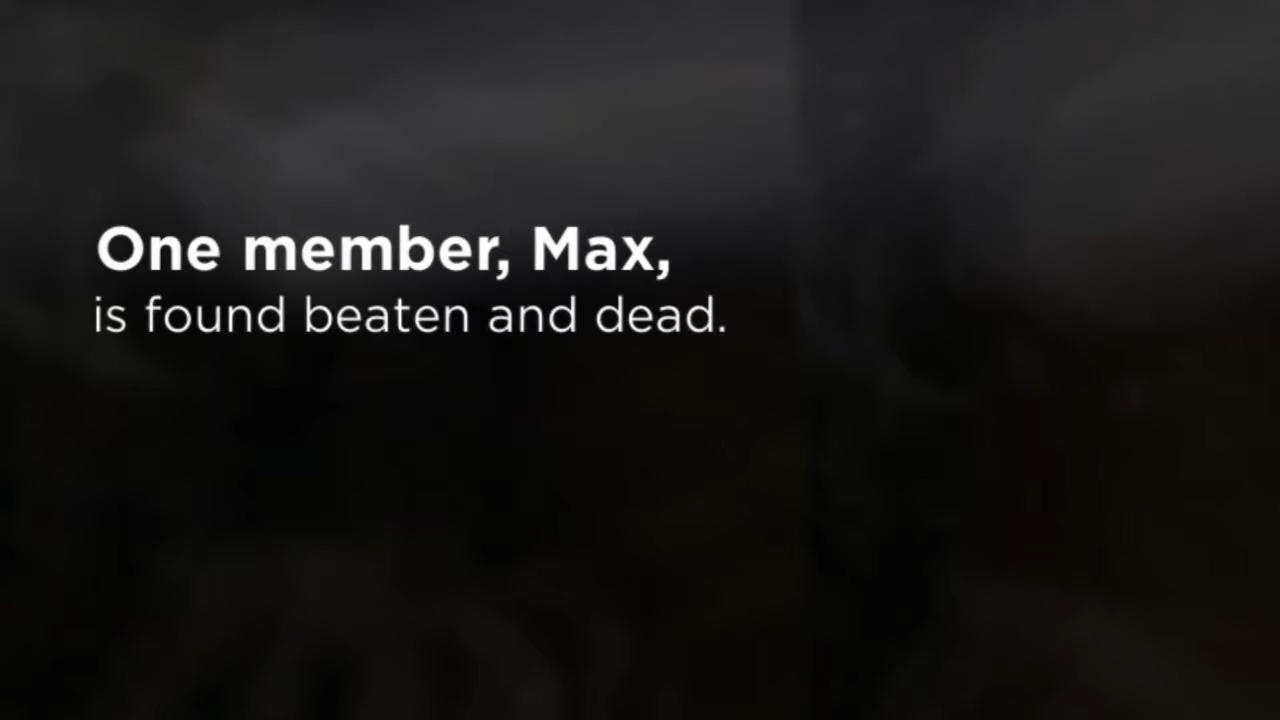 One member, Max,
is found beaten and dead.